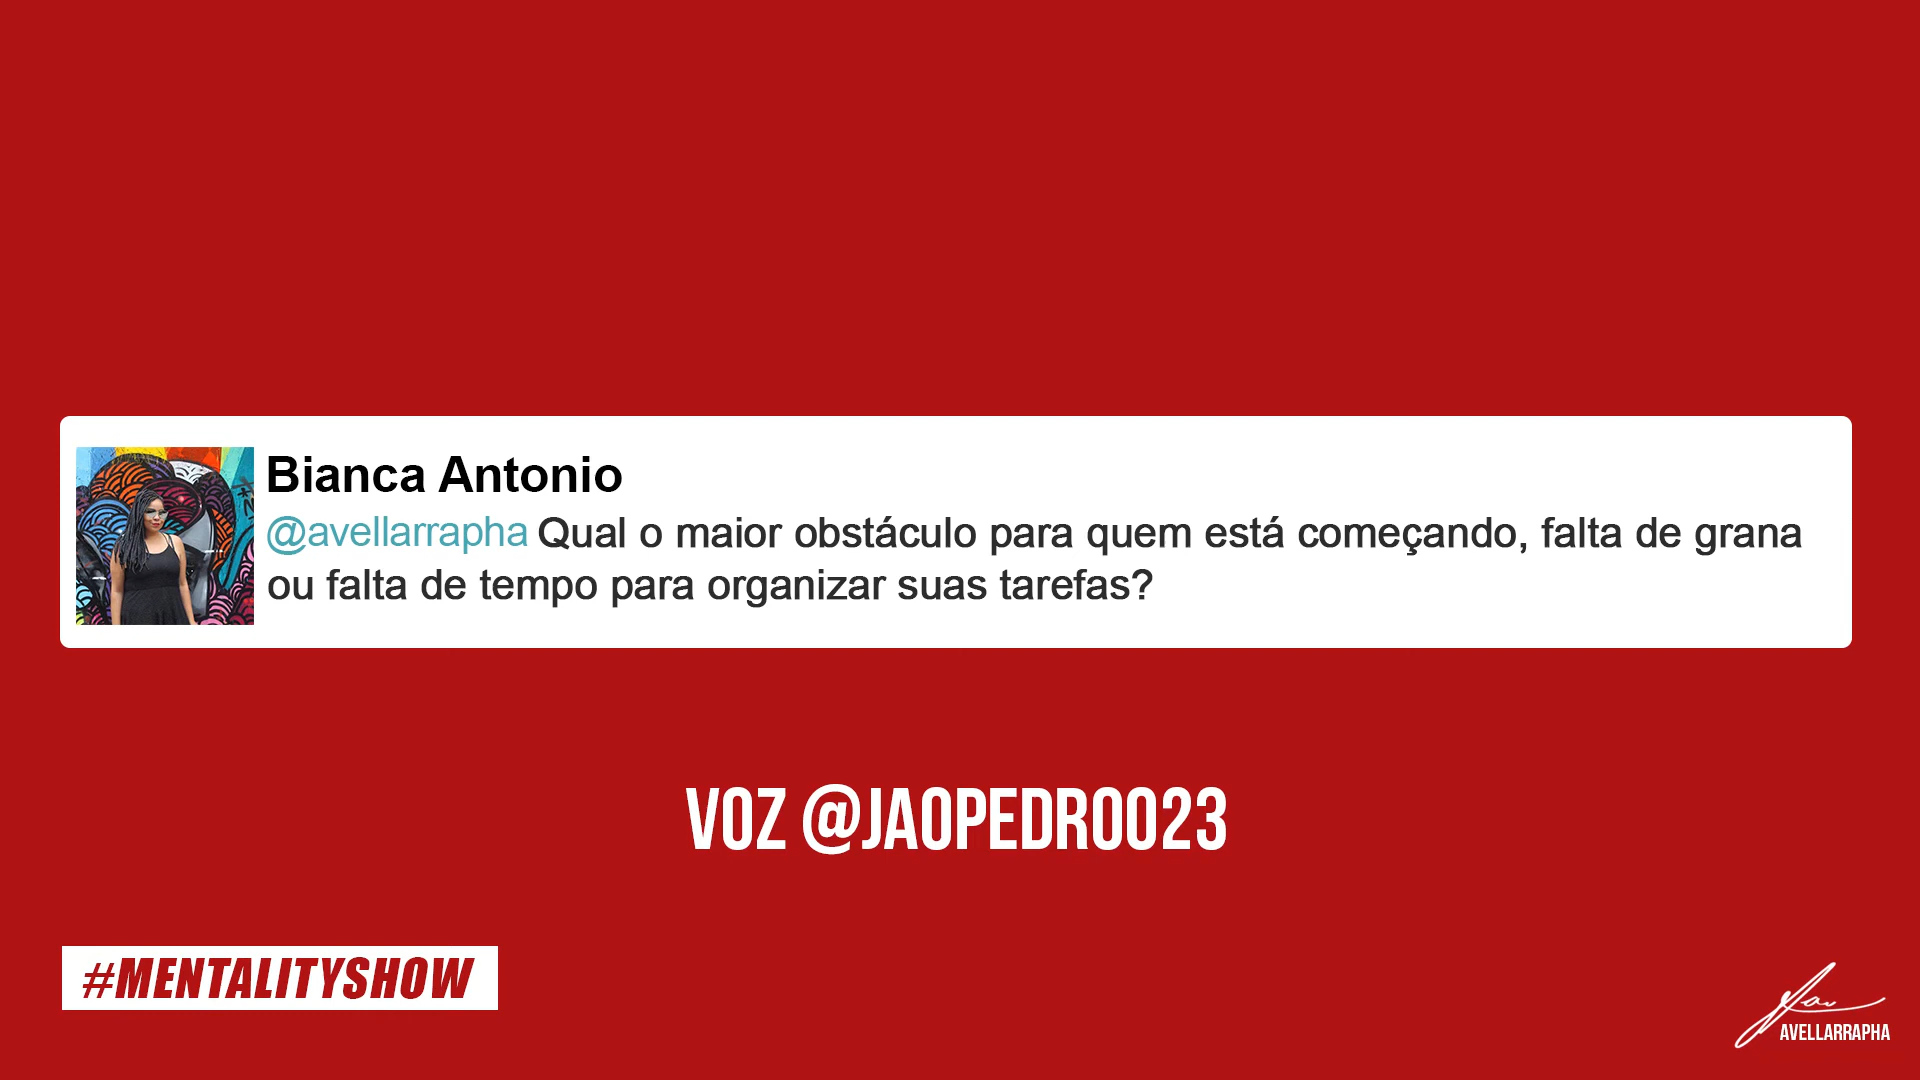 Bianca Antonio
@avellarrapha Qual o maior obstáculo para quem está começando, falta de grana
ou falta de tempo para organizar suas tarefas?
VOZ @JAOPEDROO23
#MENTALITYSHOW
AVELLARRAPHA